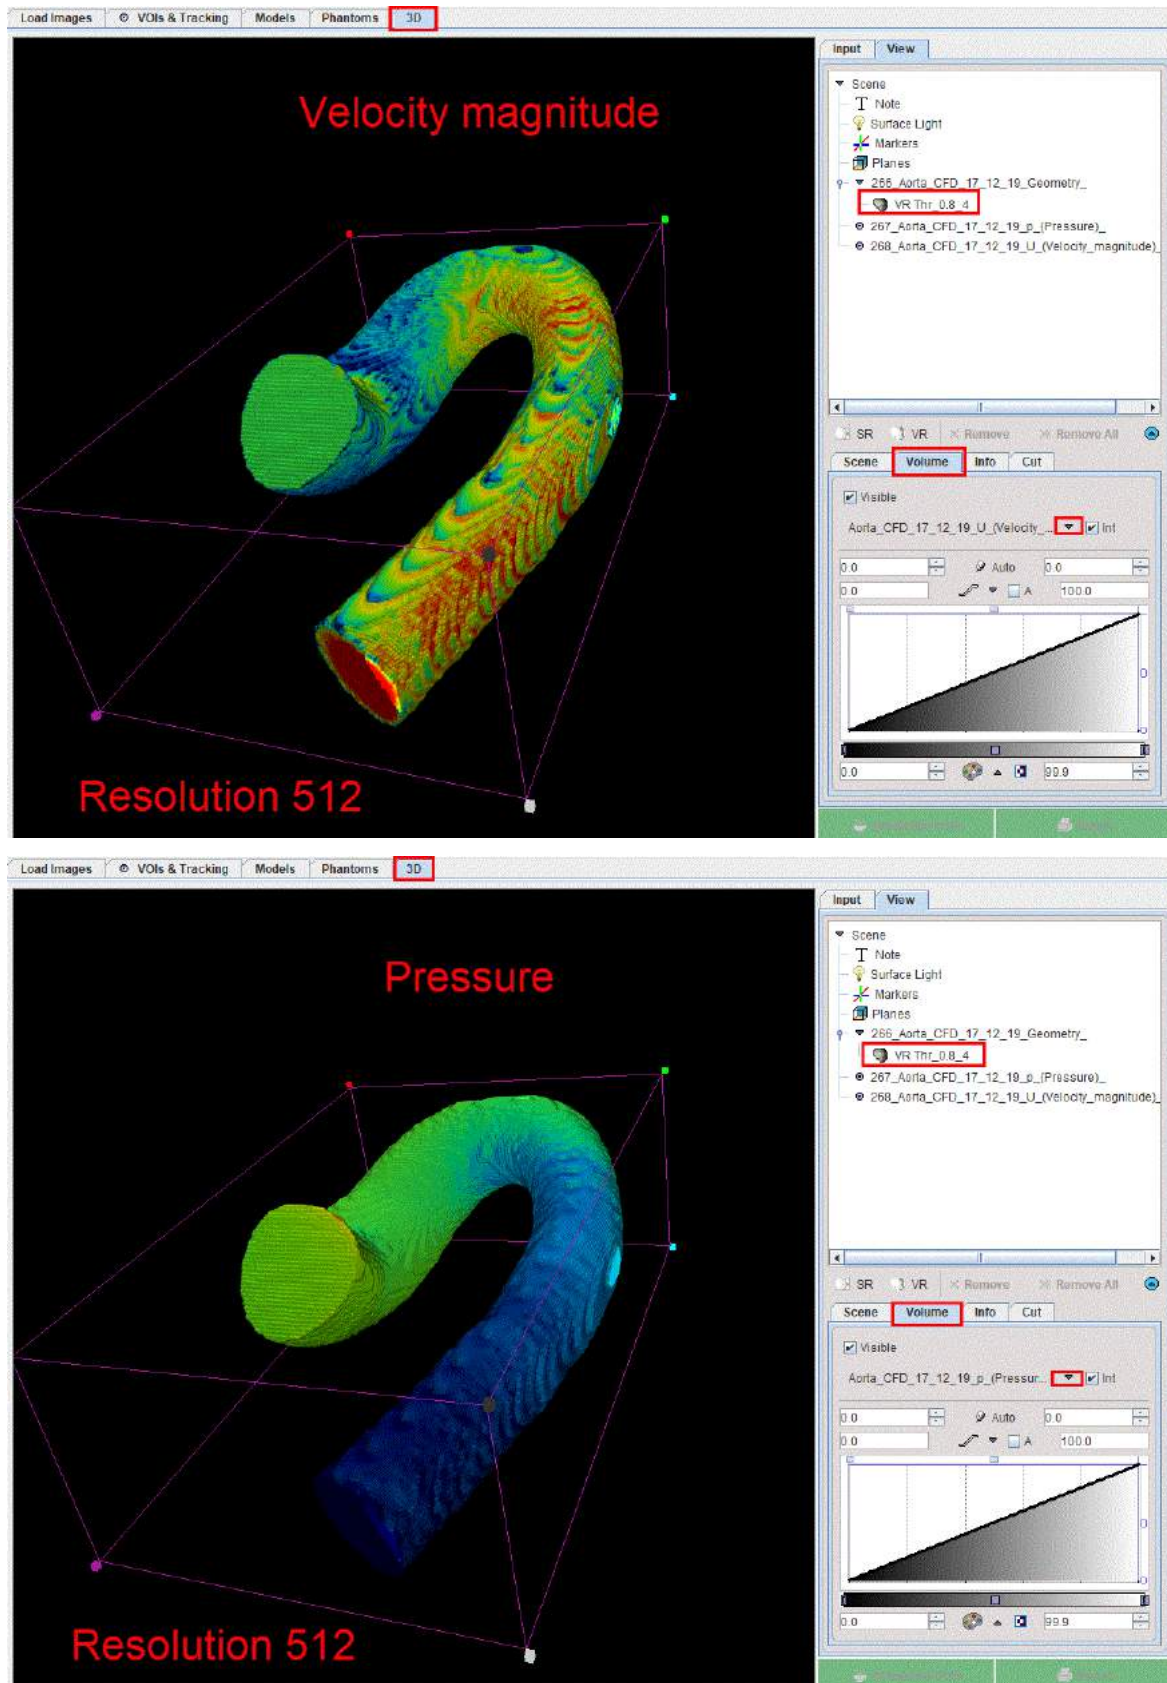 Load Images VOIs & Tracking Models Phantoms 3D
Input View
Velocity magnitude
Scene
Note
Surface Light
Markers
Planes
266_Aorta_CFD_17_12_19_Geometry_
VR Thr_0.8_4
267_Aorta_CFD_17_12_19_p_(Pressure)_
268_Aorta_CFD_17_12_19_U_(Velocity_magnitude)_
SR VR Remove Remove All
Scene Volume Info Cut
Visible
Aorta_CFD_17_12_19_U_(Velocity_... Int
0.0 Auto 0.0
0.0 A 100.0
0.0 99.9
Resolution 512
Load Images VOIs & Tracking Models Phantoms 3D
Input View
Pressure
Scene
Note
Surface Light
Markers
Planes
266_Aorta_CFD_17_12_19_Geometry_
VR Thr_0.8_4
267_Aorta_CFD_17_12_19_p_(Pressure)_
268_Aorta_CFD_17_12_19_U_(Velocity_magnitude)_
SR VR Remove Remove All
Scene Volume Info Cut
Visible
Aorta_CFD_17_12_19_p_(Pressur... Int
0.0 Auto 0.0
0.0 A 100.0
0.0 99.9
Resolution 512